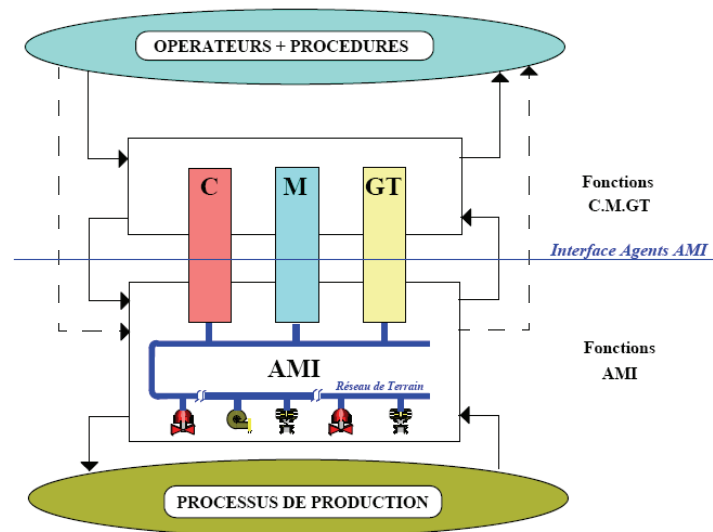 OPERATEURS + PROCEDURES
C
M
GT
Fonctions
C.M.GT
Interface Agents AMI
AMI
Réseau de Terrain
Fonctions
AMI
PROCESSUS DE PRODUCTION